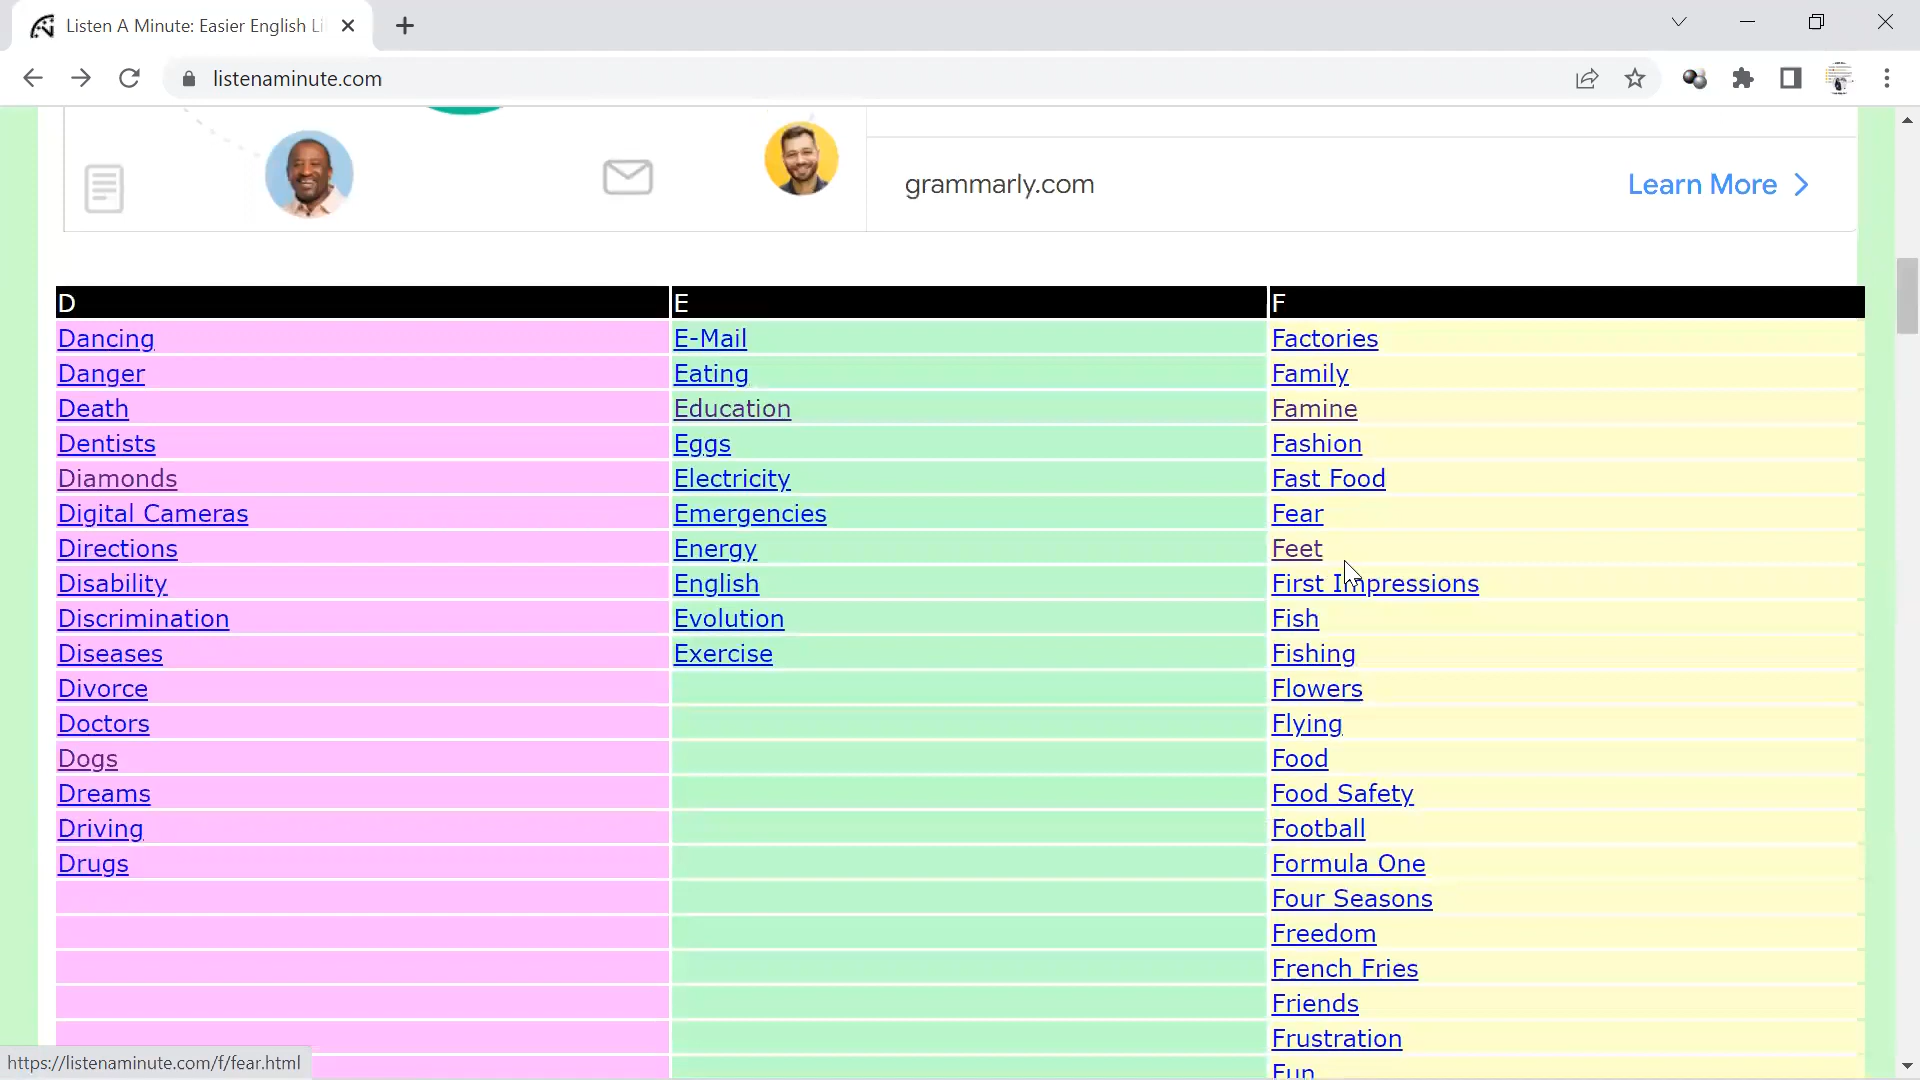 Listen A Minute: Easier English Li
listenaminute.com
grammarly.com
Learn More
D
Dancing
Danger
Death
Dentists
Diamonds
Digital Cameras
Directions
Disability
Discrimination
Diseases
Divorce
Doctors
Dogs
Dreams
Driving
Drugs
E
E-Mail
Eating
Education
Eggs
Electricity
Emergencies
Energy
English
Evolution
Exercise
F
Factories
Family
Famine
Fashion
Fast Food
Fear
Feet
First Impressions
Fish
Fishing
Flowers
Flying
Food
Food Safety
Football
Formula One
Four Seasons
Freedom
French Fries
Friends
Frustration
Fun
https://listenaminute.com/f/fear.html